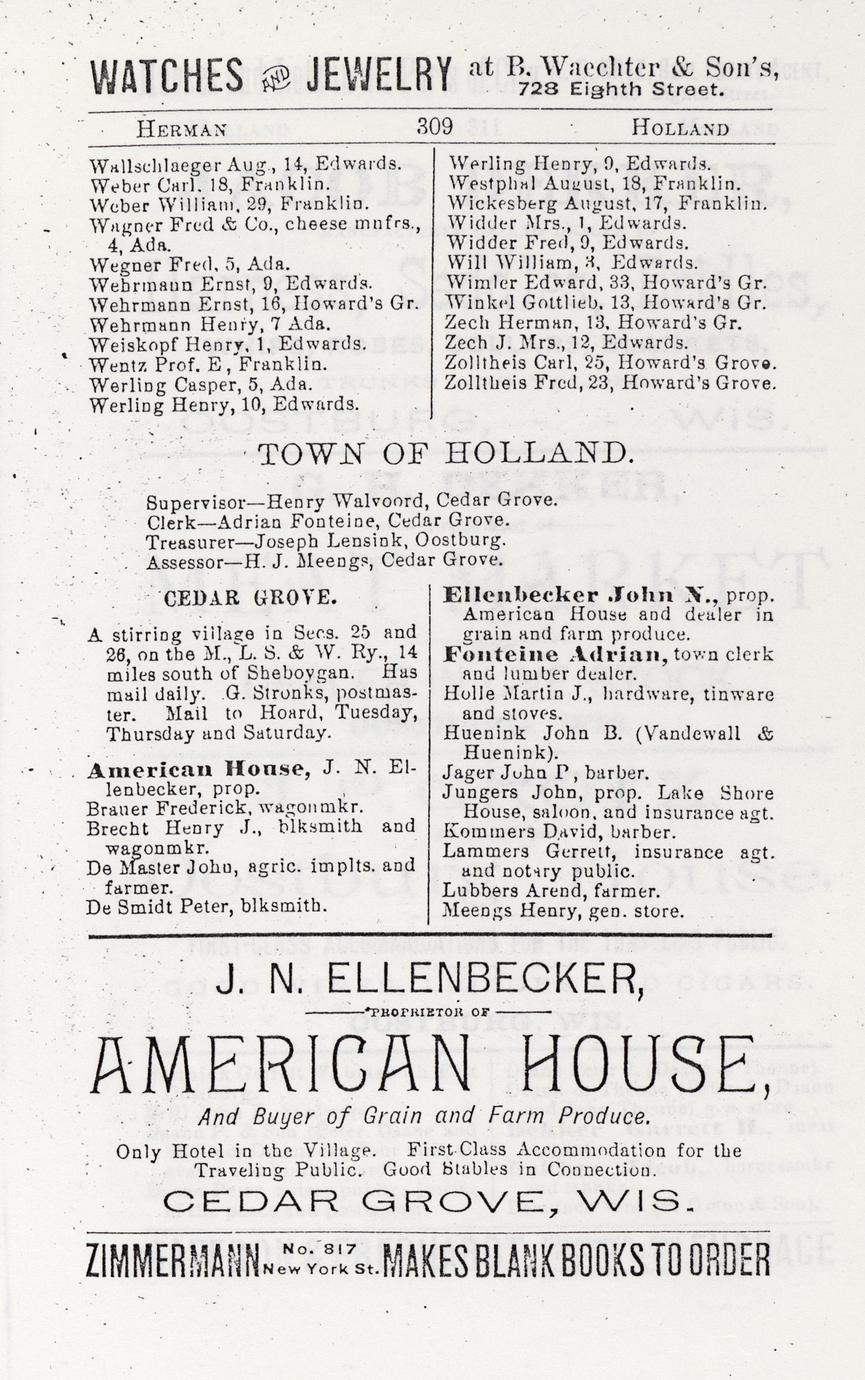 WATCHES AND JEWELRY at B. Waechter & Son's,
728 Eighth Street.
HERMAN 309 HOLLAND
Wallschlaeger Aug., 14, Edwards.
Weber Carl. 18, Franklin.
Weber William, 29, Franklin.
Wagner Fred & Co., cheese mnfrs.,
4, Ada.
Wegner Fred, 5, Ada.
Wehrmann Ernst, 9, Edwards.
Wehrmann Ernst, 16, Howard's Gr.
Wehrmann Henry, 7 Ada.
Weiskopf Henry, 1, Edwards.
Wentz Prof. E, Franklin.
Werling Casper, 5, Ada.
Werling Henry, 10, Edwards.
Werling Henry, 9, Edwards.
Westphal August, 18, Franklin.
Wickesberg August, 17, Franklin.
Widder Mrs., 1, Edwards.
Widder Fred, 9, Edwards.
Will William, 3, Edwards.
Wimler Edward, 33, Howard's Gr.
Winkel Gottlieb, 13, Howard's Gr.
Zech Herman, 13, Howard's Gr.
Zech J. Mrs., 12, Edwards.
Zolltheis Carl, 25, Howard's Grove.
Zolltheis Fred, 23, Howard's Grove.
TOWN OF HOLLAND.
Supervisor—Henry Walvoord, Cedar Grove.
Clerk—Adrian Fonteine, Cedar Grove.
Treasurer—Joseph Lensink, Oostburg.
Assessor—H. J. Meengs, Cedar Grove.
CEDAR GROVE.
A stirring village in Secs. 25 and
26, on the M., L. S. & W. Ry., 14
miles south of Sheboygan. Has
mail daily. G. Stronks, postmas-
ter. Mail to Hoard, Tuesday,
Thursday and Saturday.
American House, J. N. El-
lenbecker, prop.
Brauer Frederick, wagonmkr.
Brecht Henry J., blksmith and
wagonmkr.
De Master John, agric. implts. and
farmer.
De Smidt Peter, blksmith.
Ellenbecker John N., prop.
American House and dealer in
grain and farm produce.
Fonteine Adrian, town clerk
and lumber dealer.
Holle Martin J., hardware, tinware
and stoves.
Huenink John B. (Vandewall &
Huenink).
Jager John P, barber.
Jungers John, prop. Lake Shore
House, saloon, and insurance agt.
Kommers David, barber.
Lammers Gerrett, insurance agt.
and notary public.
Lubbers Arend, farmer.
Meengs Henry, gen. store.
J. N. ELLENBECKER,
PROPRIETOR OF
AMERICAN HOUSE,
And Buyer of Grain and Farm Produce.
Only Hotel in the Village. First-Class Accommodation for the
Traveling Public. Good Stables in Connection.
CEDAR GROVE, WIS.
ZIMMERMANN No. 817 New York St. MAKES BLANK BOOKS TO ORDER